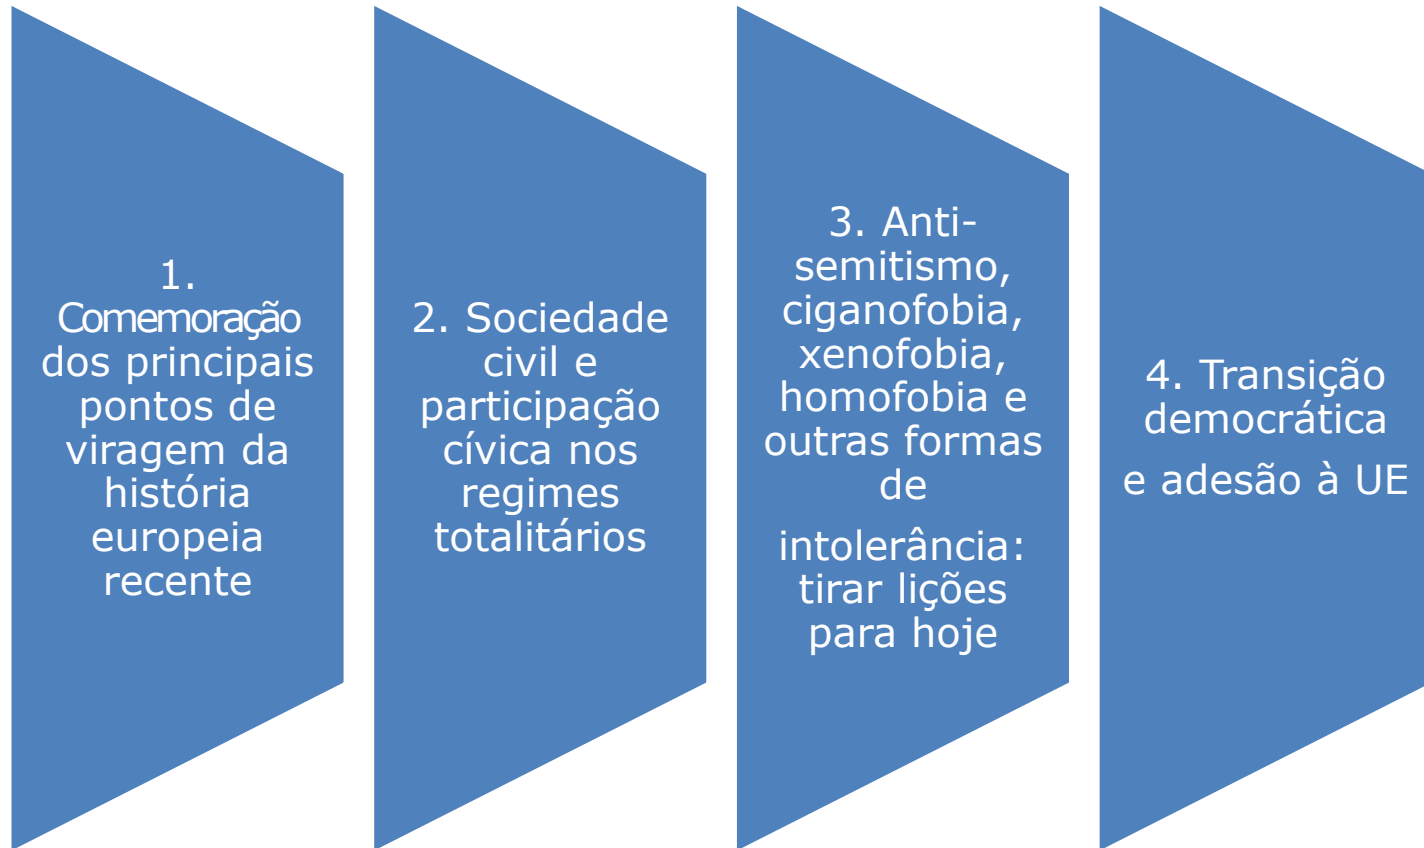 1.
Comemoração
dos principais
pontos de
viragem da
história
europeia
recente
2. Sociedade
civil e
participação
cívica nos
regimes
totalitários
3. Anti-
semitismo,
ciganofobia,
xenofobia,
homofobia e
outras formas
de
intolerância:
tirar lições
para hoje
4. Transição
democrática
e adesão à UE